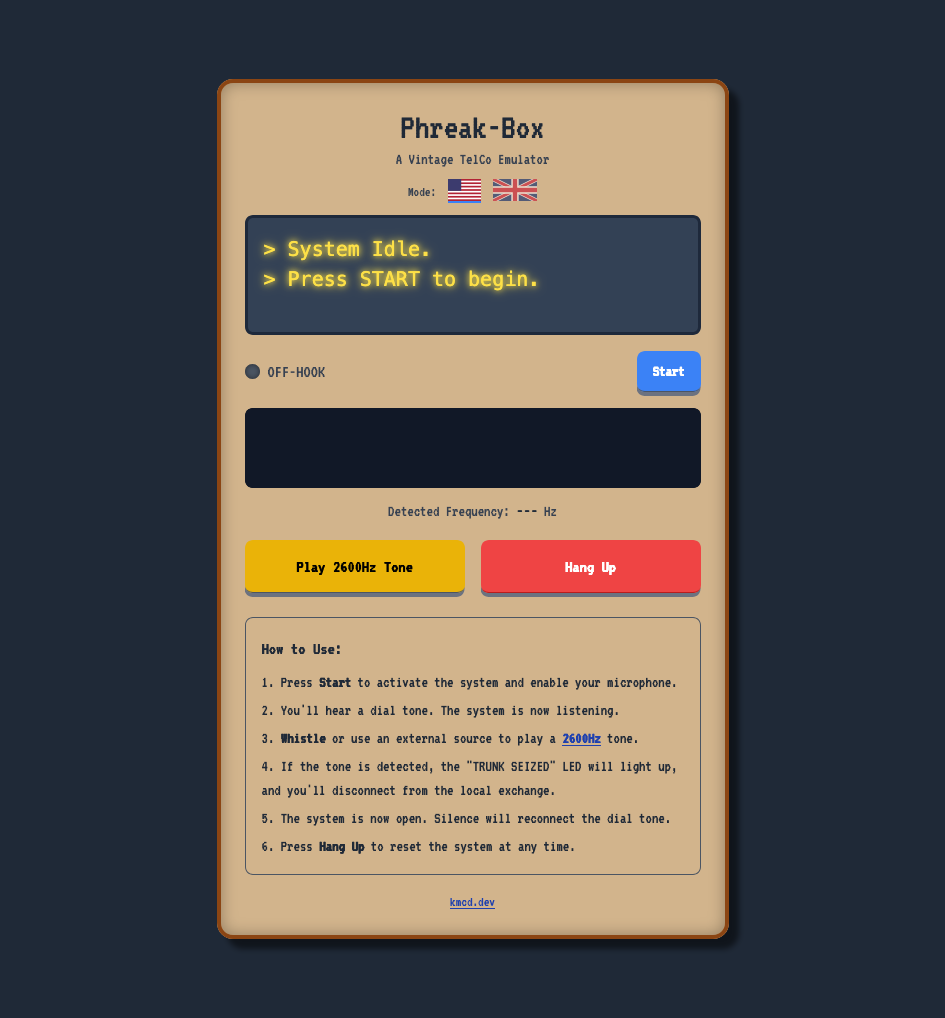 Phreak-Box
A Vintage TelCo Emulator
Mode:
> System Idle.
> Press START to begin.
OFF-HOOK
Start
Detected Frequency: --- Hz
Play 2600Hz Tone
Hang Up
How to Use:
1. Press Start to activate the system and enable your microphone.
2. You'll hear a dial tone. The system is now listening.
3. Whistle or use an external source to play a 2600Hz tone.
4. If the tone is detected, the "TRUNK SEIZED" LED will light up,
and you'll disconnect from the local exchange.
5. The system is now open. Silence will reconnect the dial tone.
6. Press Hang Up to reset the system at any time.
kmcd.dev